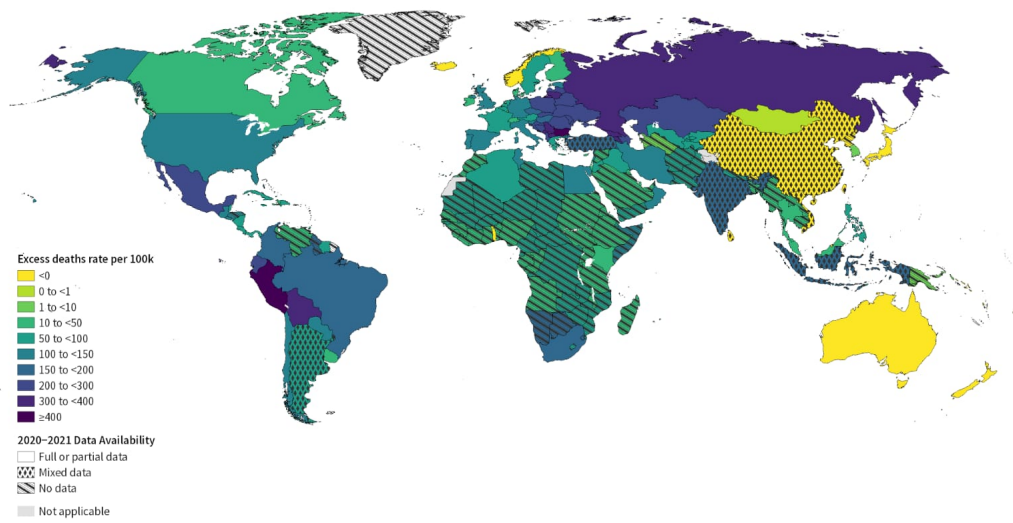 Excess deaths rate per 100k
<0
0 to <1
1 to <10
10 to <50
50 to <100
100 to <150
150 to <200
200 to <300
300 to <400
≥400
2020–2021 Data Availability
Full or partial data
Mixed data
No data
Not applicable